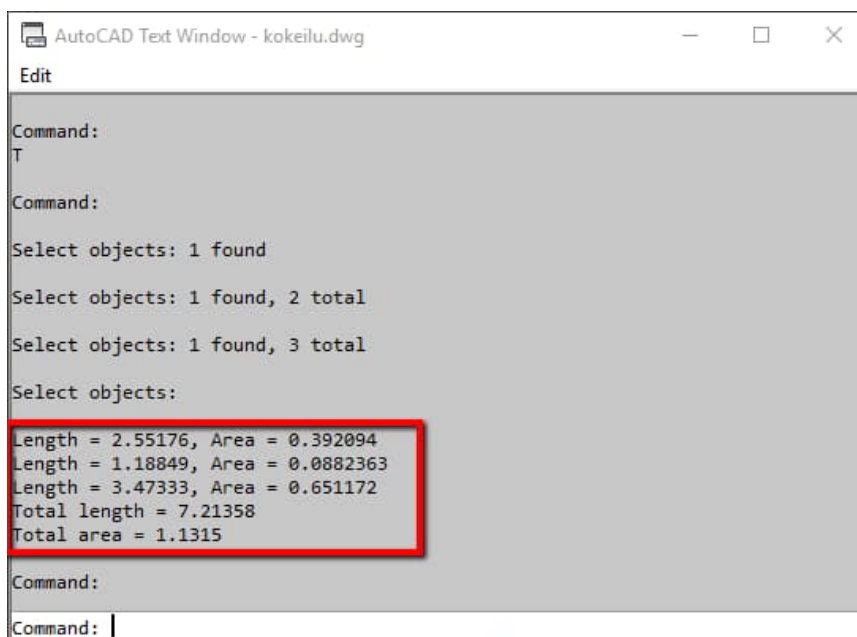 AutoCAD Text Window - kokeilu.dwg
Edit
Command:
T
Command:
Select objects: 1 found
Select objects: 1 found, 2 total
Select objects: 1 found, 3 total
Select objects:
Length = 2.55176, Area = 0.392094
Length = 1.18849, Area = 0.0882363
Length = 3.47333, Area = 0.651172
Total length = 7.21358
Total area = 1.1315
Command:
Command: